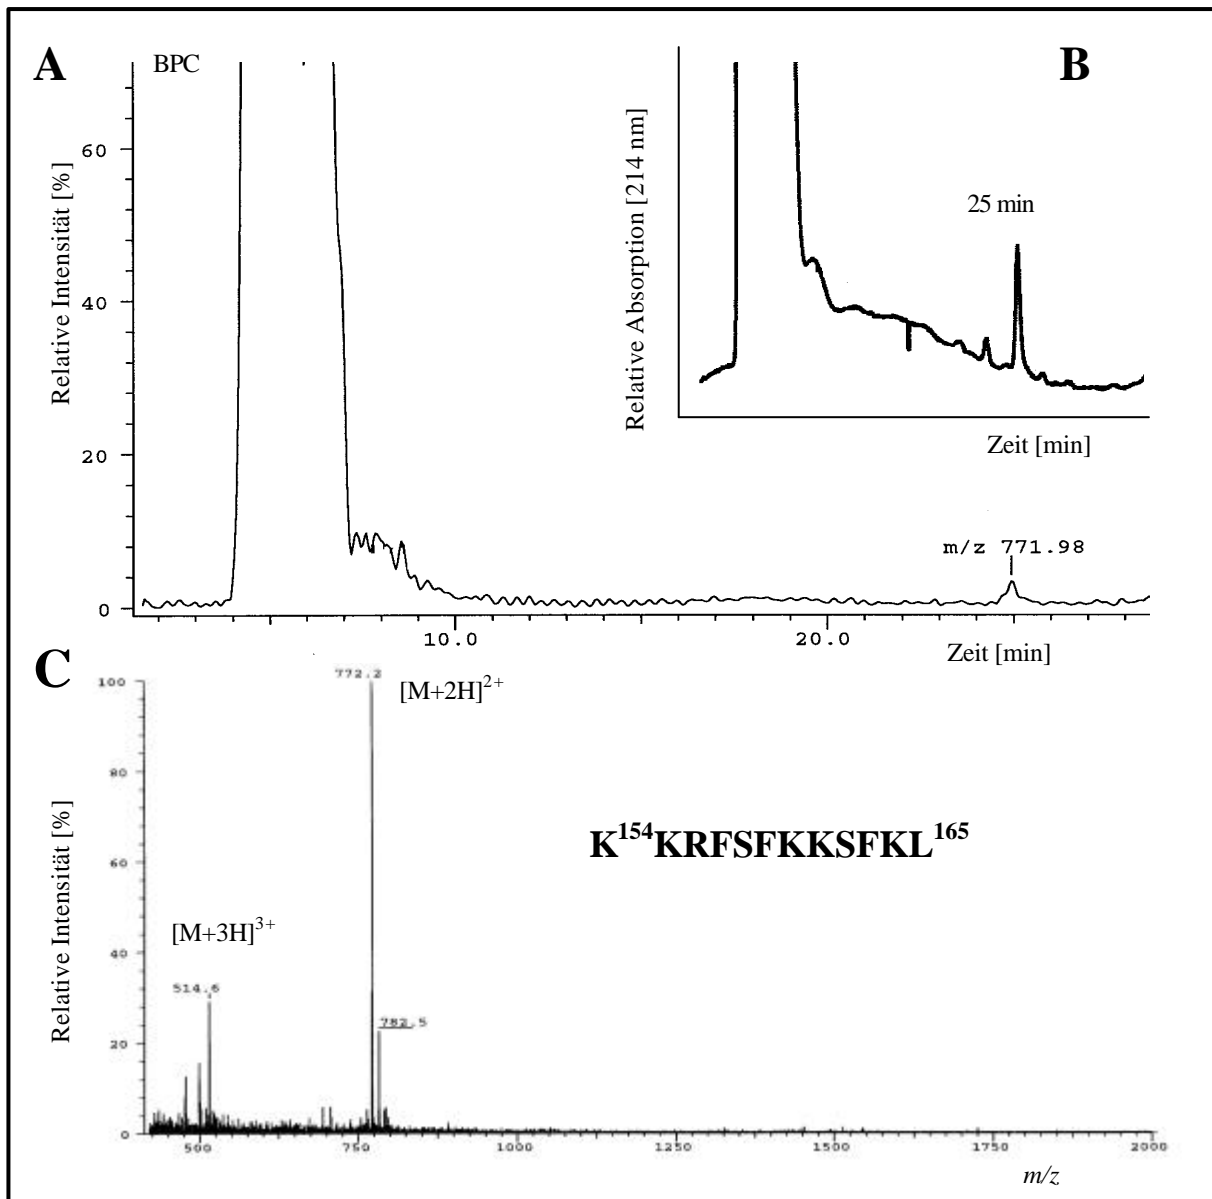 A
BPC
Relative Intensität [%]
60
40
20
0
10.0
20.0
Zeit [min]
m/z 771.98
B
Relative Absorption [214 nm]
25 min
Zeit [min]
C
Relative Intensität [%]
100
80
60
40
20
0
772.2
[M+2H]2+
782.5
[M+3H]3+
514.6
K154KRFSFKKSFKL165
500
750
1000
1250
1500
1750
2000
m/z